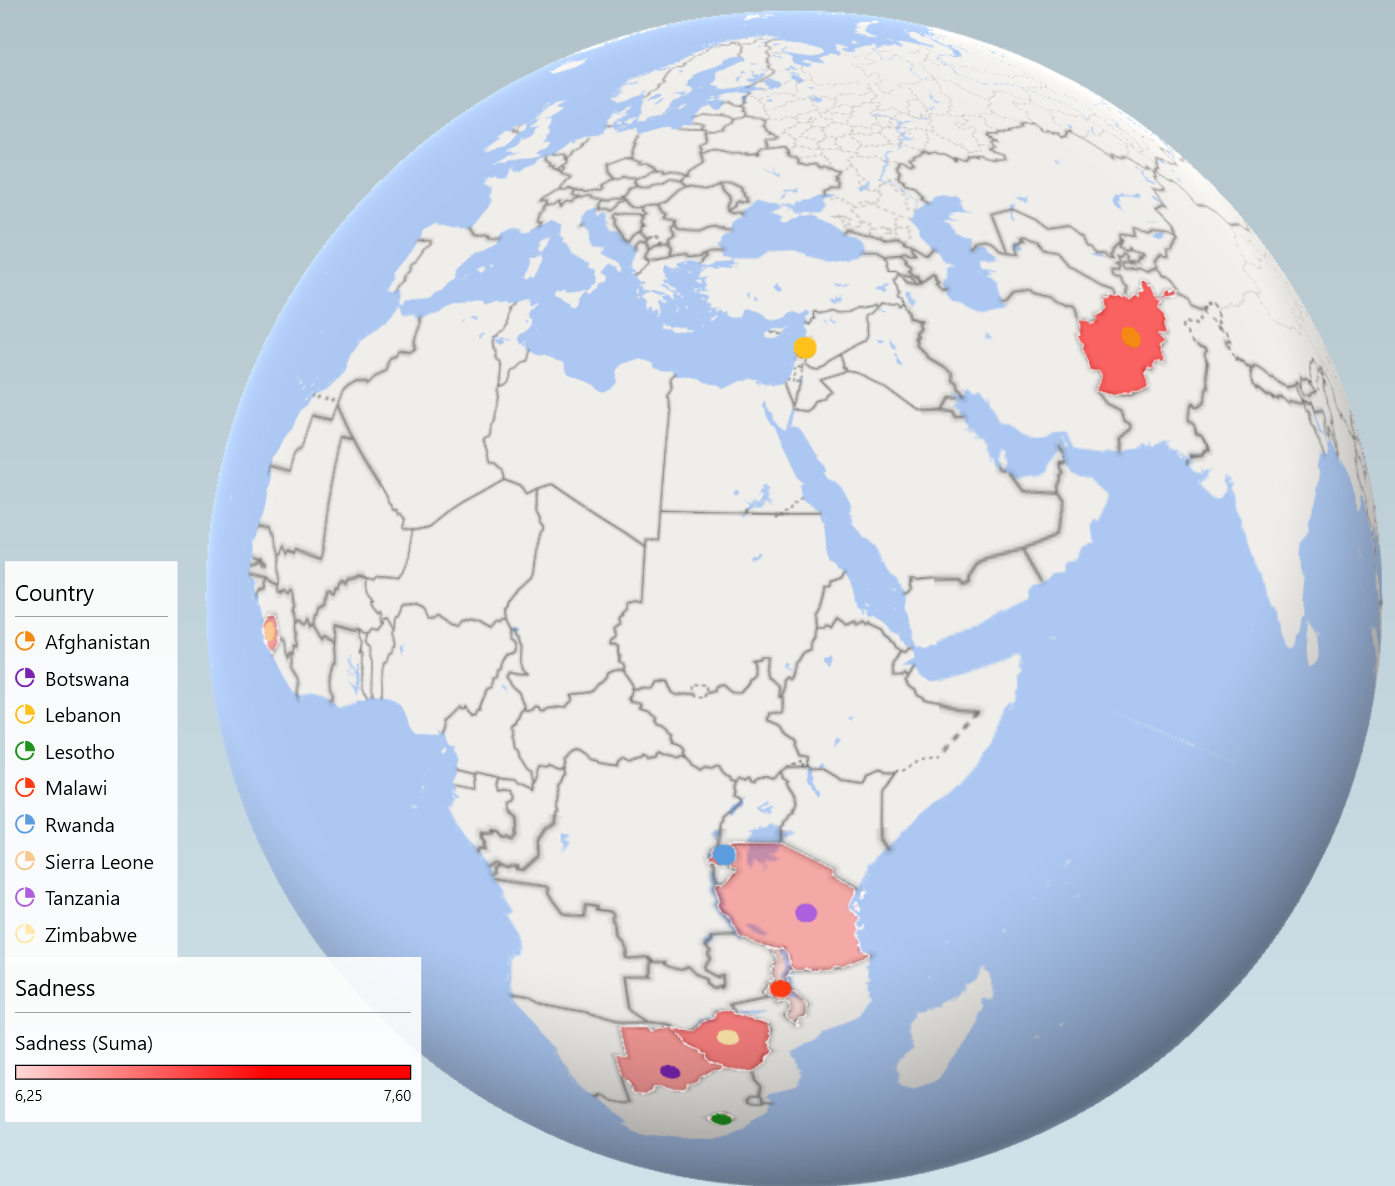 Country
Afghanistan
Botswana
Lebanon
Lesotho
Malawi
Rwanda
Sierra Leone
Tanzania
Zimbabwe
Sadness
Sadness (Suma)
6,25 7,60